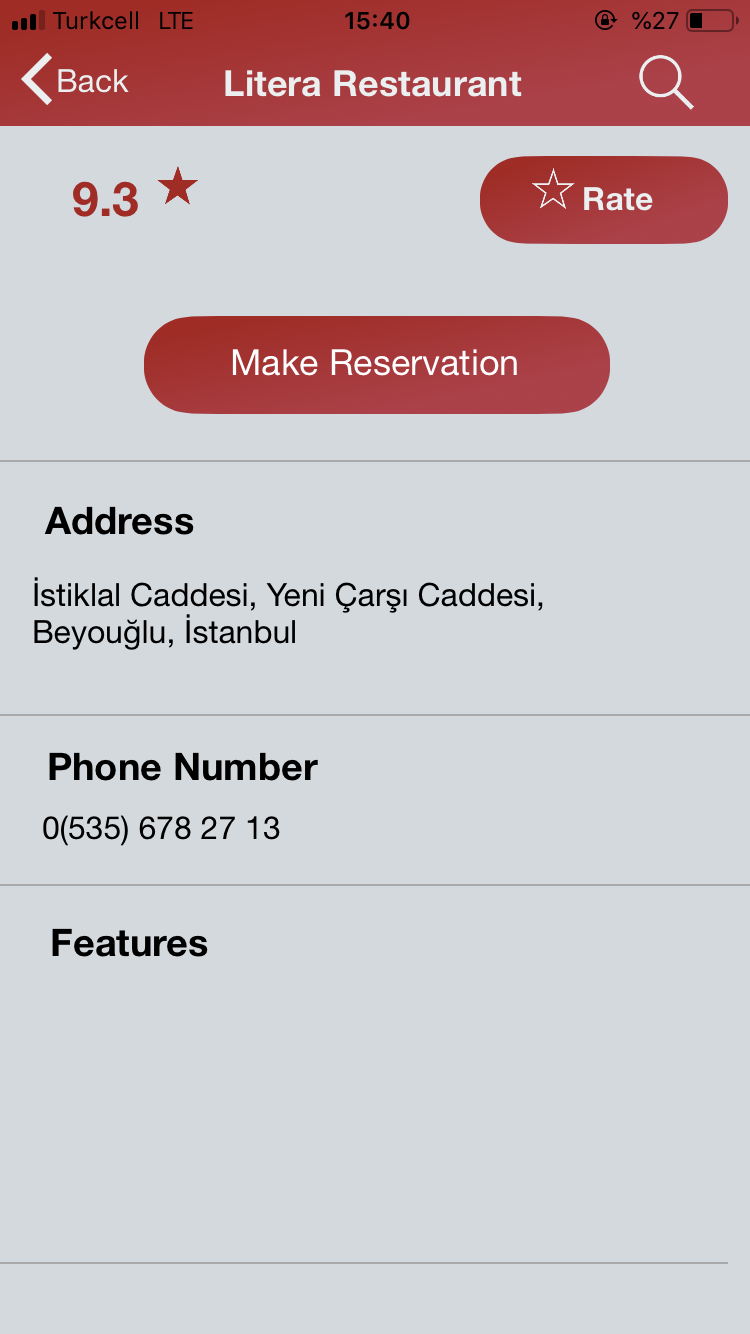 Turkcell LTE 15:40 %27
Back Litera Restaurant
9.3 Rate
Make Reservation
Address
İstiklal Caddesi, Yeni Çarşı Caddesi,
Beyouğlu, İstanbul
Phone Number
0(535) 678 27 13
Features